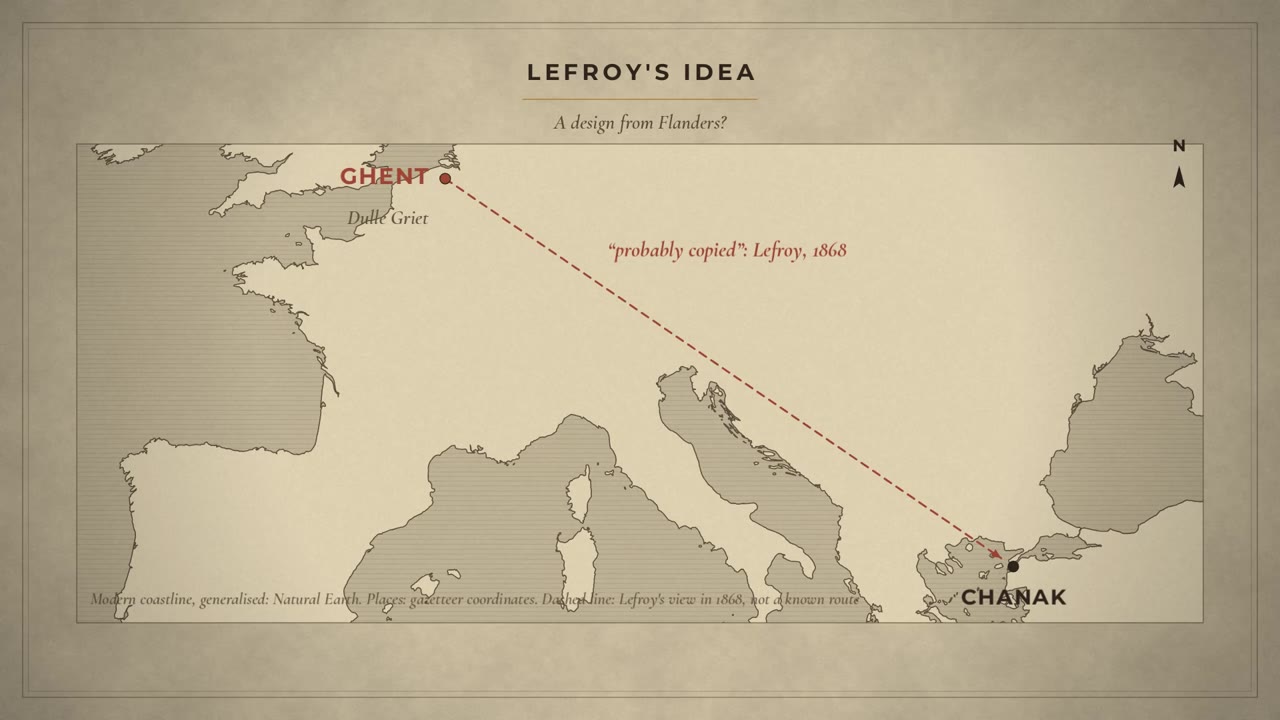 LEFROY'S IDEA
A design from Flanders?
N
GHENT
Dulle Griet
“probably copied”: Lefroy, 1868
CHANAK
Modern coastline, generalised: Natural Earth. Places: gazetteer coordinates. Dashed line: Lefroy's view in 1868, not a known route